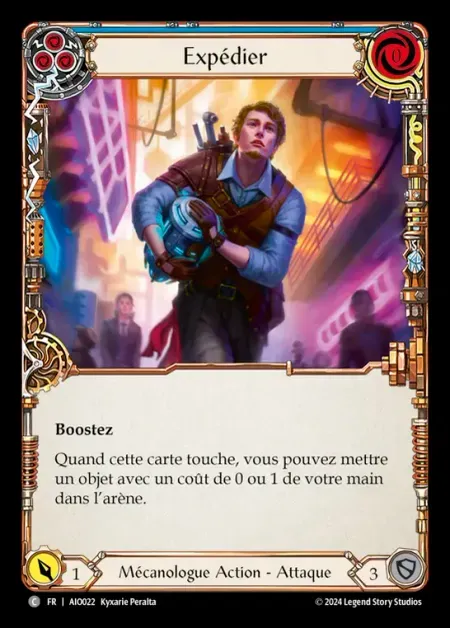 Expédier
0
Boostez
Quand cette carte touche, vous pouvez mettre
un objet avec un coût de 0 ou 1 de votre main
dans l'arène.
1
Mécanologue Action - Attaque
3
C FR | AIO022 Kyxarie Peralta
© 2024 Legend Story Studios